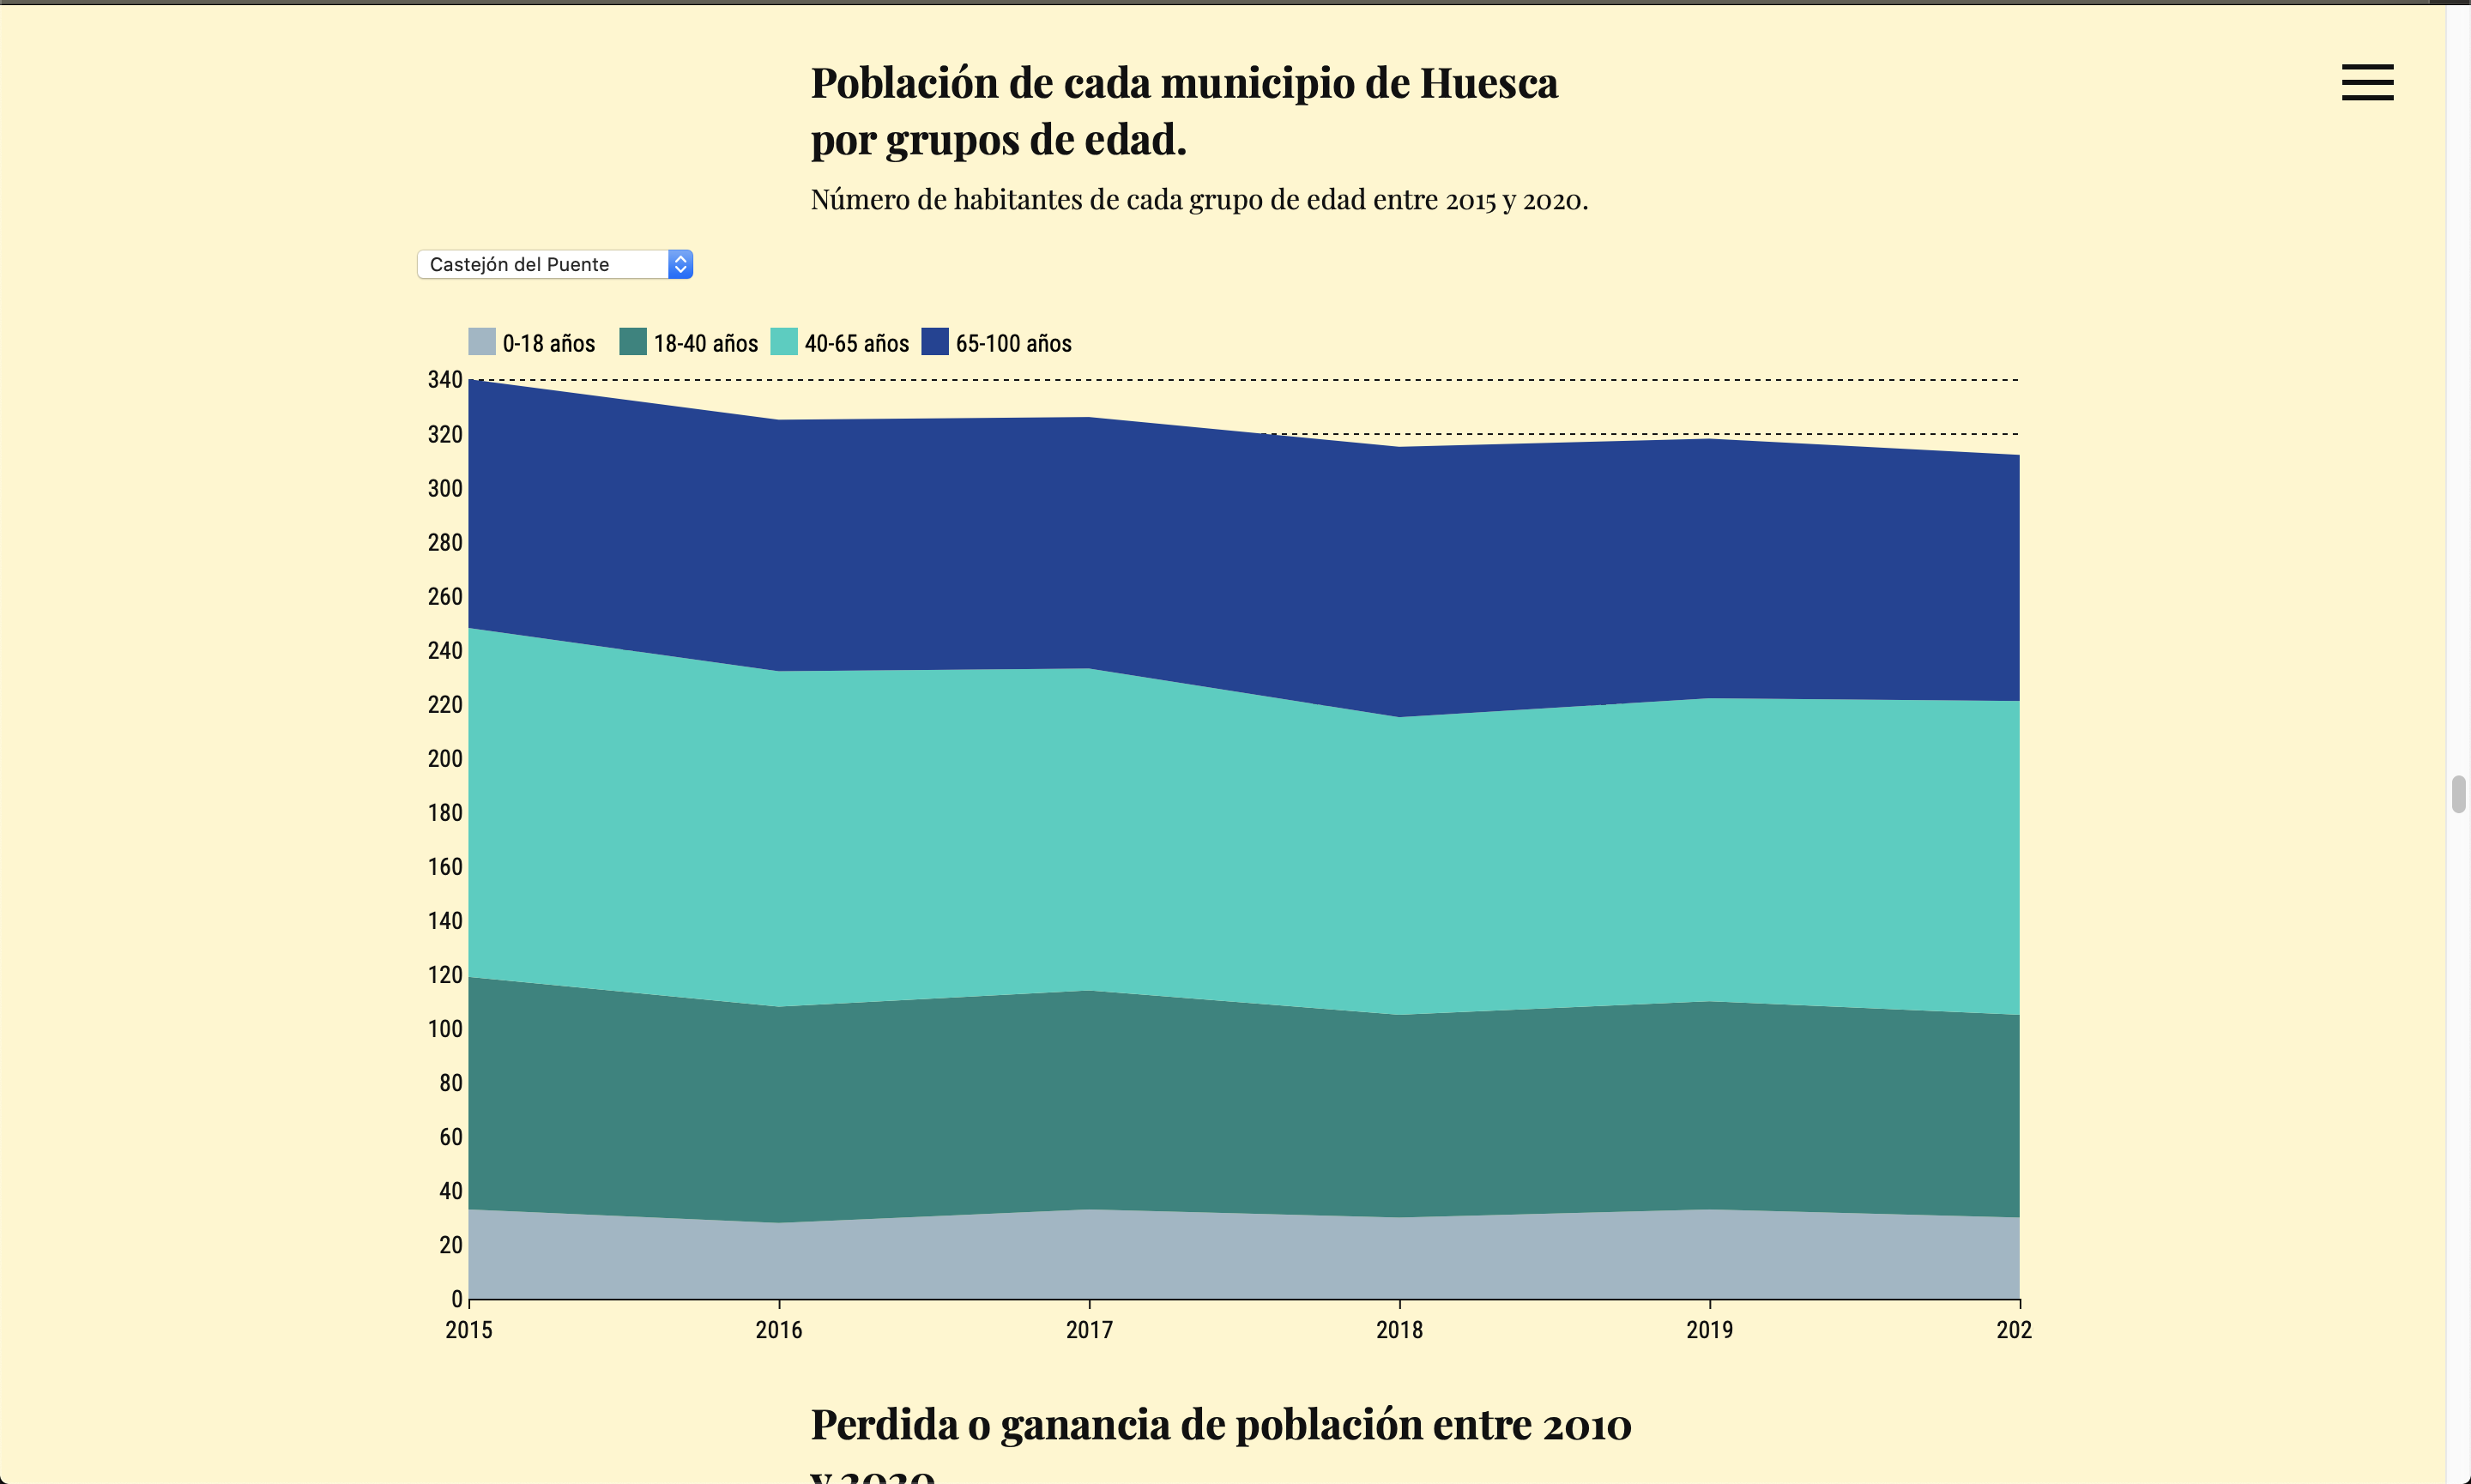 Población de cada municipio de Huesca
por grupos de edad.
Número de habitantes de cada grupo de edad entre 2015 y 2020.
Castejón del Puente
0-18 años 18-40 años 40-65 años 65-100 años
340
320
300
280
260
240
220
200
180
160
140
120
100
80
60
40
20
0
2015 2016 2017 2018 2019 202
Perdida o ganancia de población entre 2010
y 2020